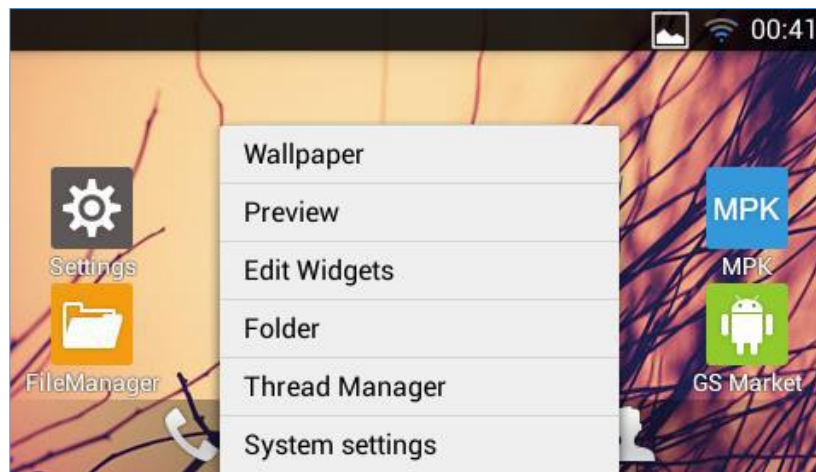 00:41
Wallpaper
Preview
Edit Widgets
Folder
Thread Manager
System settings
Settings
FileManager
MPK
MPK
GS Market